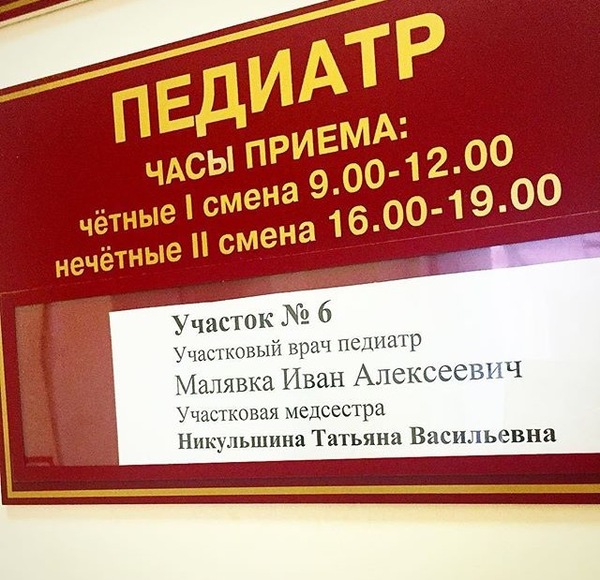 ПЕДИАТР
ЧАСЫ ПРИЕМА:
чётные I смена 9.00-12.00
нечётные II смена 16.00-19.00
Участок № 6
Участковый врач педиатр
Малявка Иван Алексеевич
Участковая медсестра
Никульшина Татьяна Васильевна